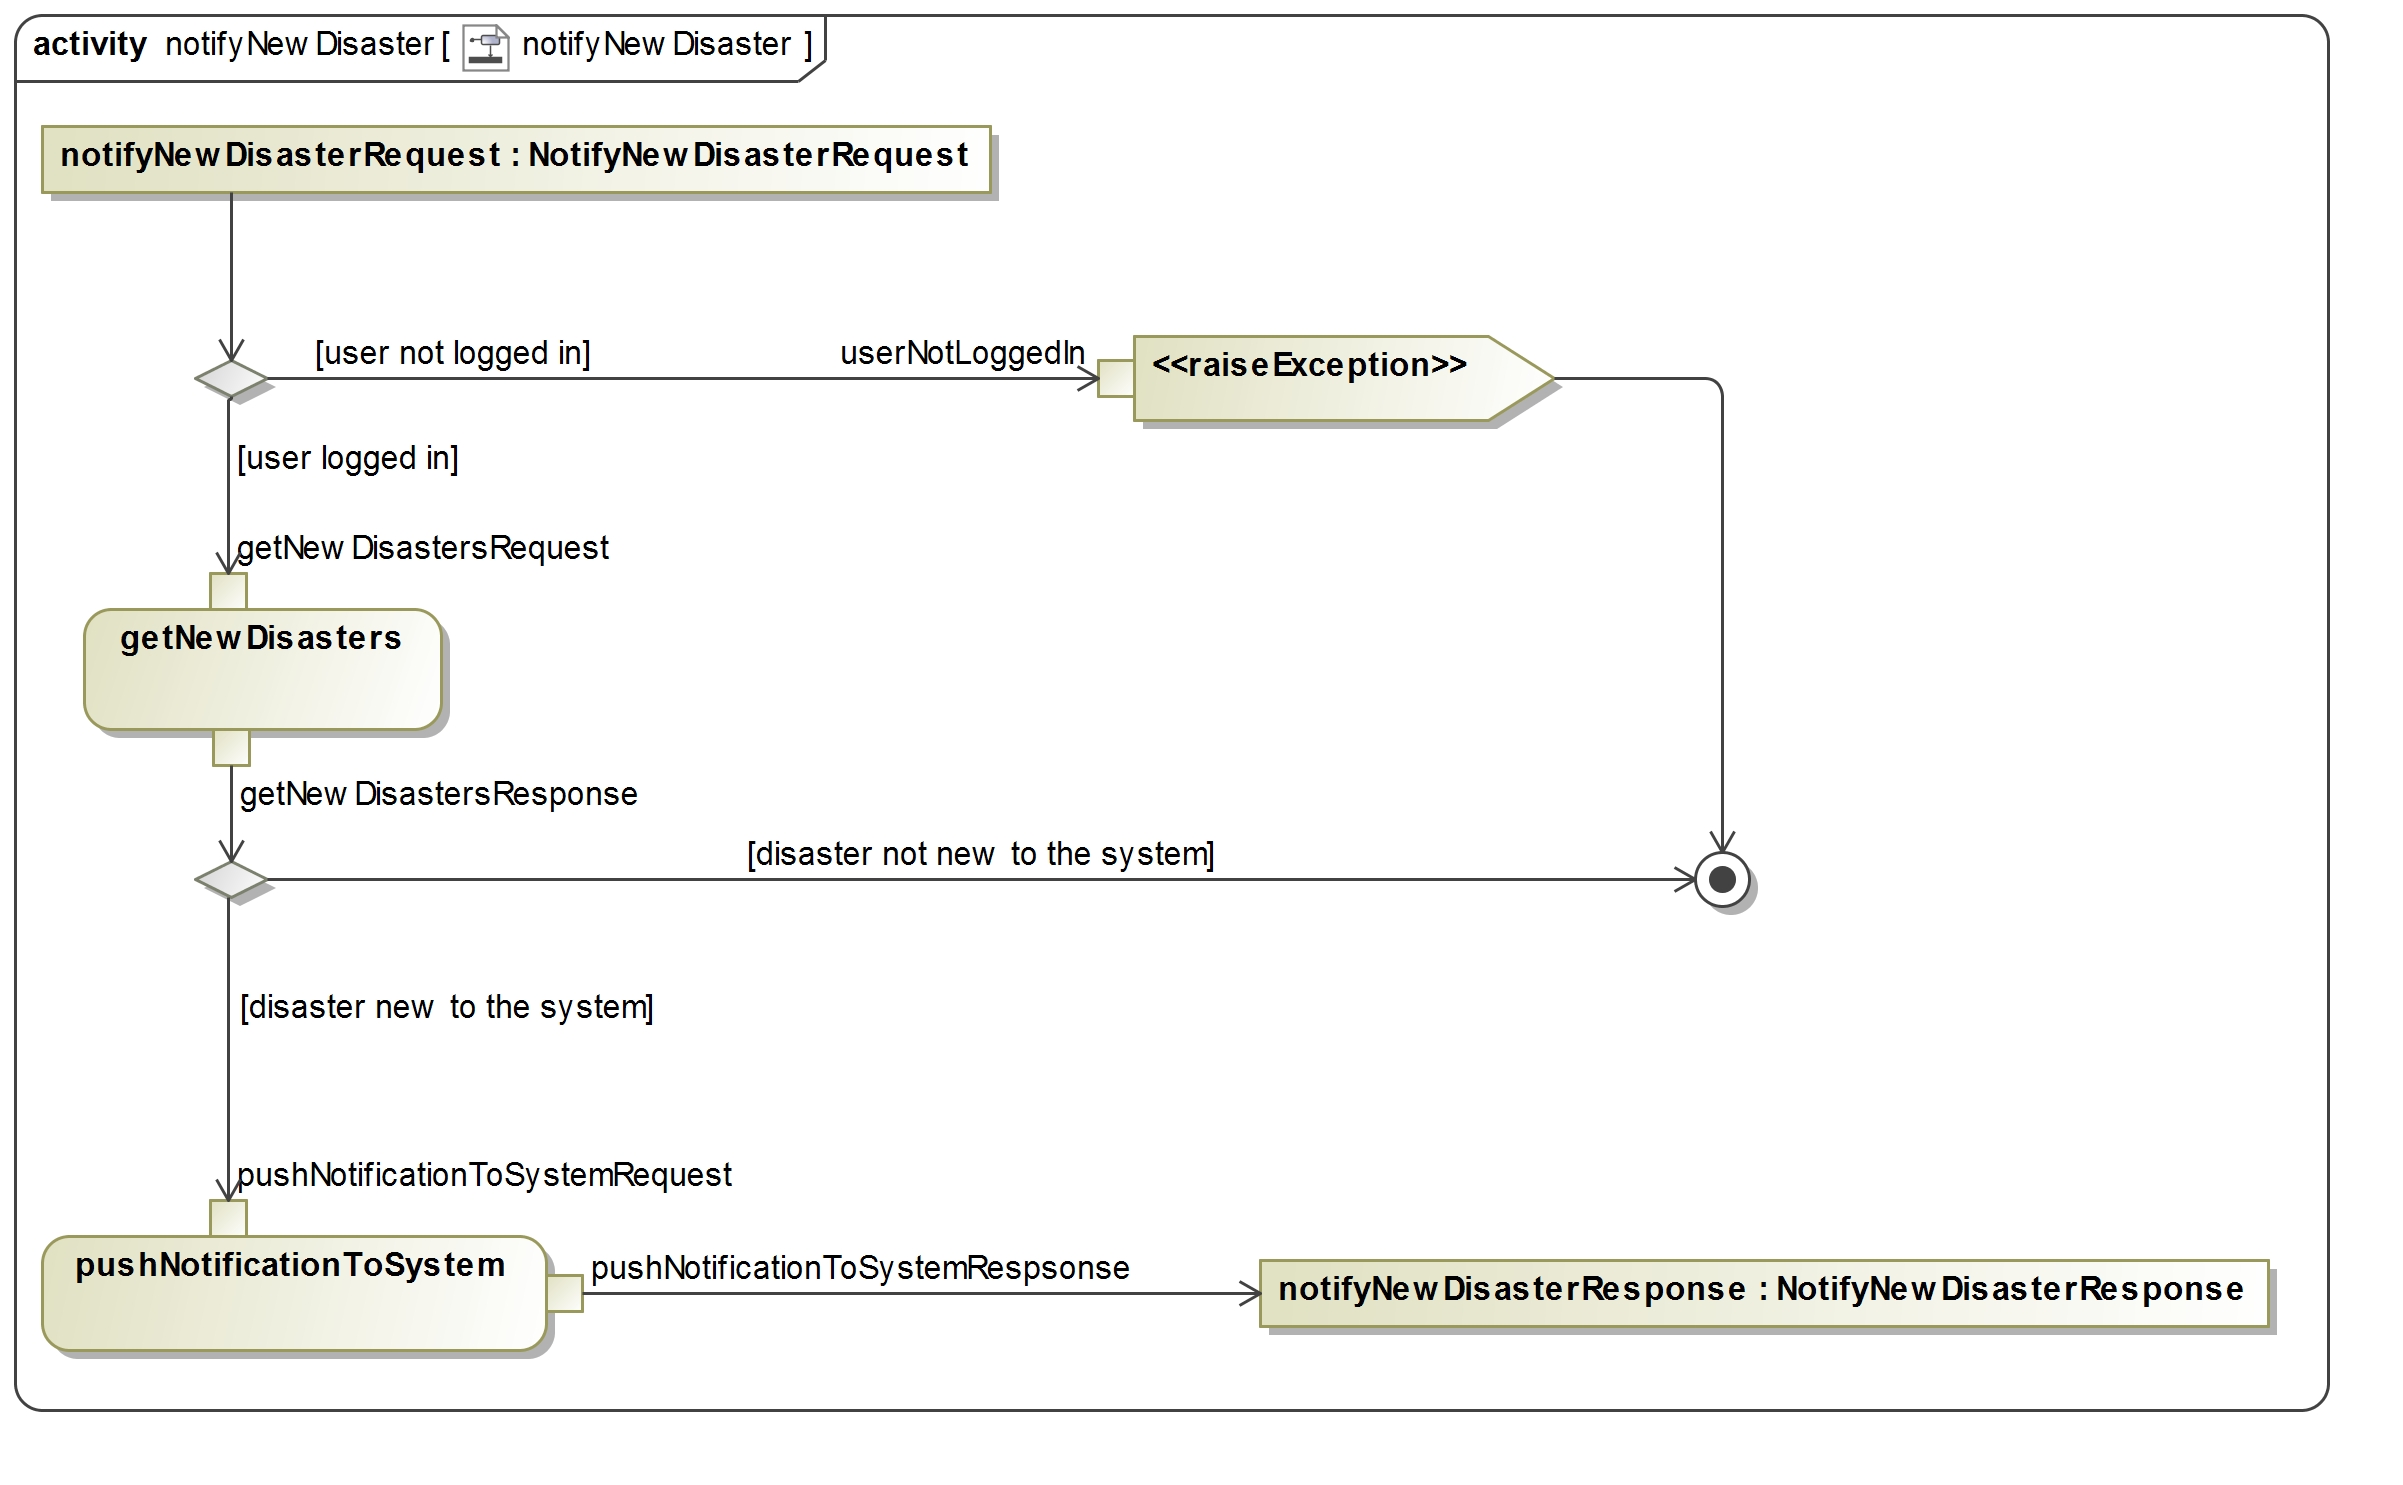 activity notifyNewDisaster [ notifyNewDisaster ]
notifyNewDisasterRequest : NotifyNewDisasterRequest
[user not logged in]
userNotLoggedIn
<<raiseException>>
[user logged in]
getNewDisastersRequest
getNewDisasters
getNewDisastersResponse
[disaster not new to the system]
[disaster new to the system]
pushNotificationToSystemRequest
pushNotificationToSystem
pushNotificationToSystemRespsonse
notifyNewDisasterResponse : NotifyNewDisasterResponse